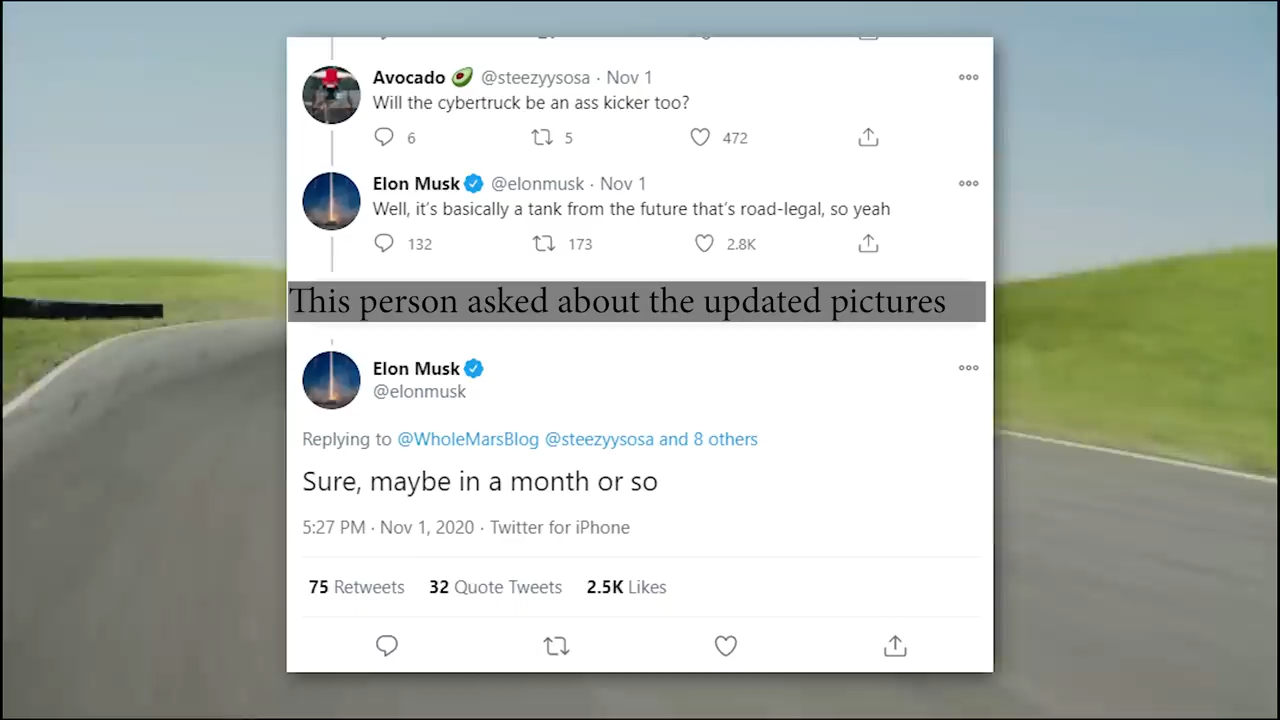 Avocado 🥑 @steezyysosa · Nov 1
Will the cybertruck be an ass kicker too?
6 5 472
Elon Musk @elonmusk · Nov 1
Well, it's basically a tank from the future that's road-legal, so yeah
132 173 2.8K
This person asked about the updated pictures
Elon Musk
@elonmusk
Replying to @WholeMarsBlog @steezyysosa and 8 others
Sure, maybe in a month or so
5:27 PM · Nov 1, 2020 · Twitter for iPhone
75 Retweets 32 Quote Tweets 2.5K Likes